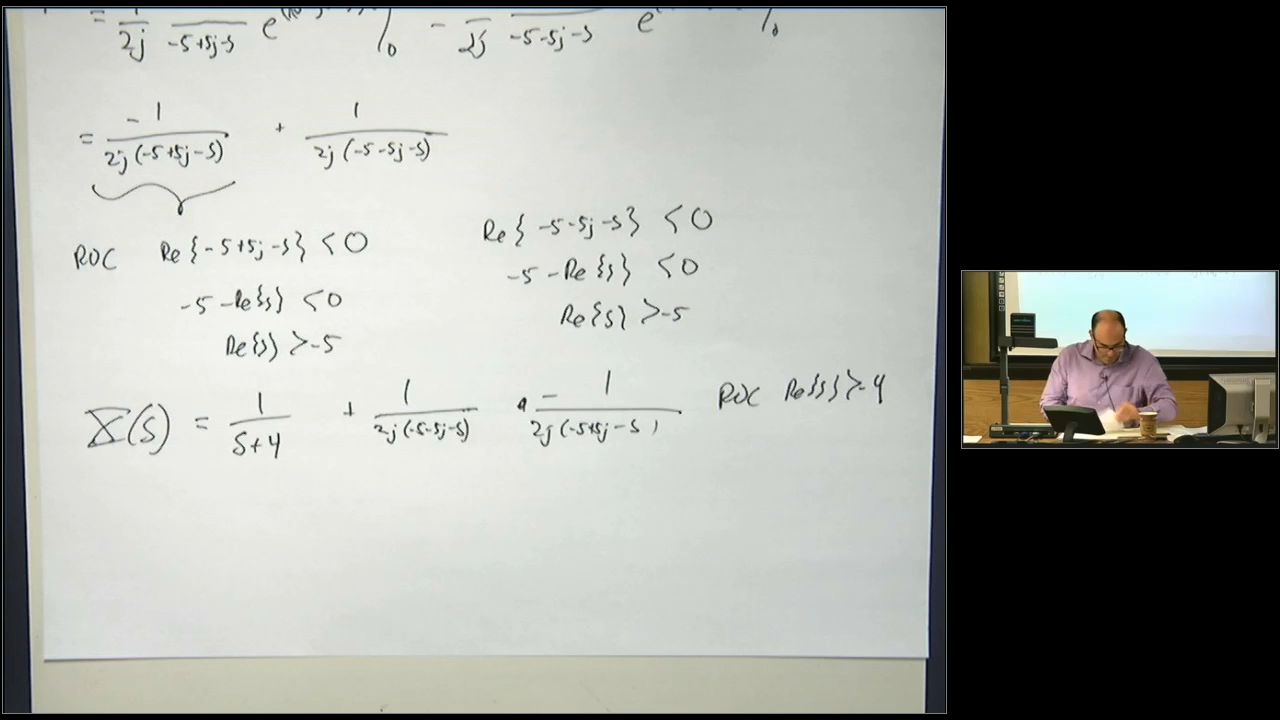 = 1/2j 1/-5+5j-s e /0 - 1/2j 1/-5-5j-s e /0
= -1/2j(-5+5j-s) + 1/2j(-5-5j-s)
ROC Re{-5+5j-s} <0
-5-Re{s} <0
Re{s} >-5
Re{-5-5j-s} <0
-5-Re{s} <0
Re{s} >-5
X(s) = 1/s+4 + 1/2j(-5-5j-s) - 1/2j(-5+5j-s) ROC Re{s}>-4